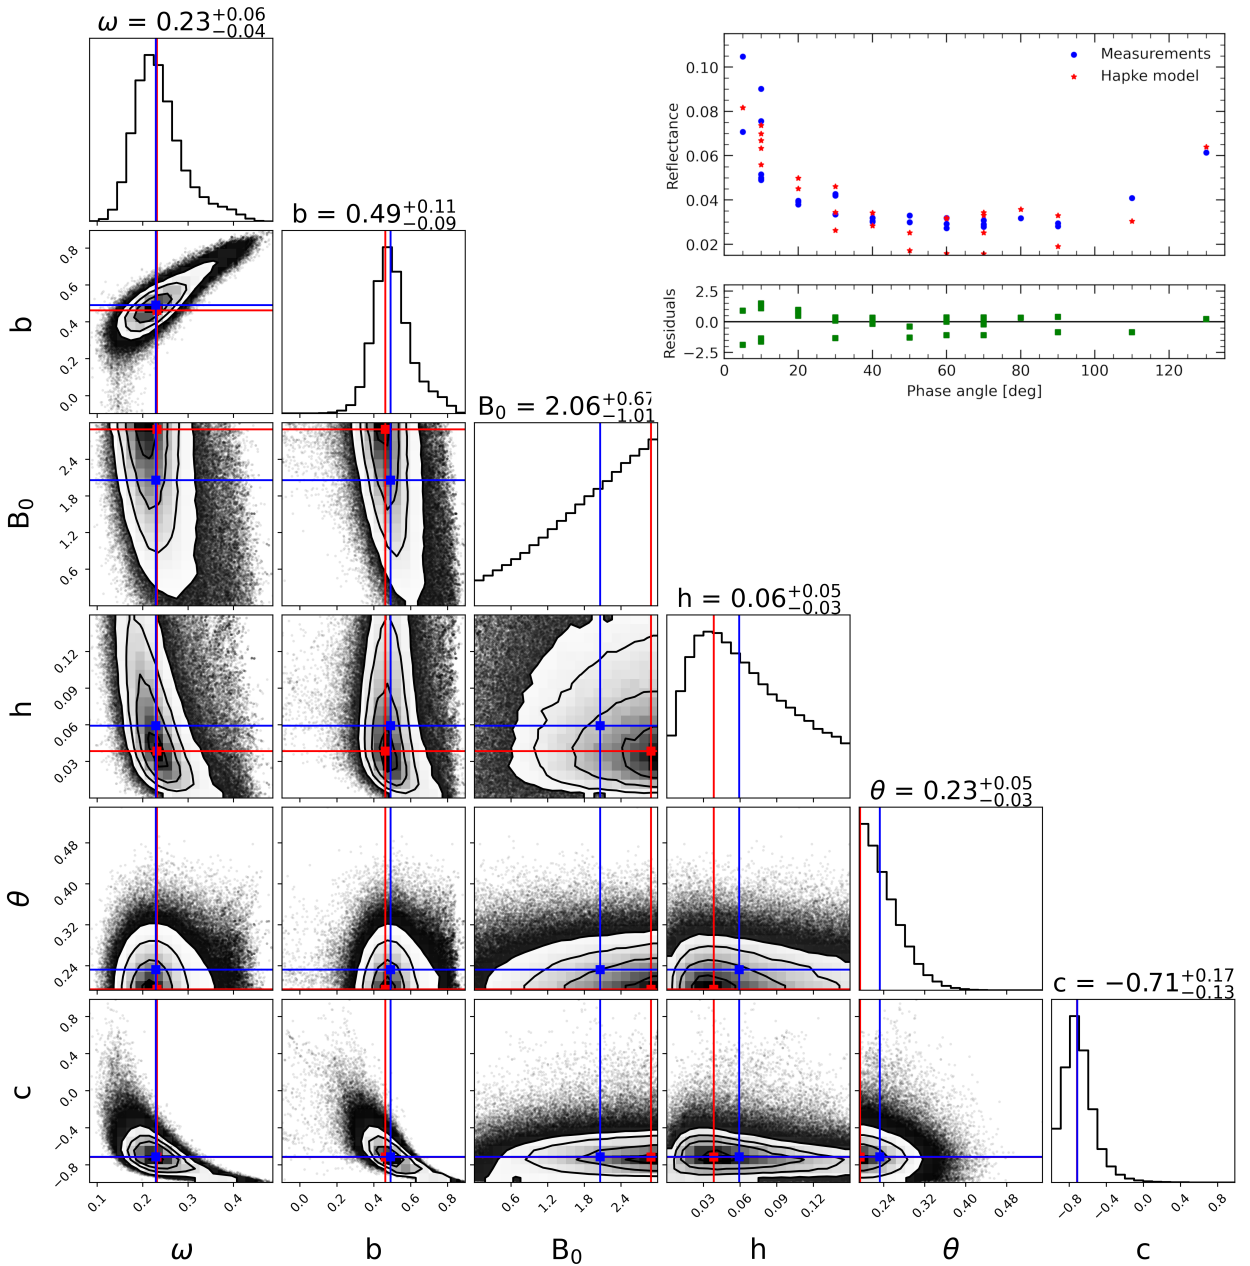 ω = 0.23+0.06 −0.04
0.10
0.08
0.06
0.04
0.02
Reflectance
Measurements
Hapke model
b = 0.49+0.11 −0.09
0.8
0.6
0.4
0.2
0.0
b
2.5
0.0
−2.5
Residuals
0 20 40 60 80 100 120
Phase angle [deg]
B0 = 2.06+0.67 −1.01
2.4
1.8
1.2
0.6
B0
h = 0.06+0.05 −0.03
0.12
0.09
0.06
0.03
h
θ = 0.23+0.05 −0.03
0.48
0.40
0.32
0.24
θ
c = −0.71+0.17 −0.13
0.8
0.4
0.0
−0.4
−0.8
c
0.1 0.2 0.3 0.4 0.0 0.2 0.4 0.6 0.8 0.6 1.2 1.8 2.4 0.03 0.06 0.09 0.12 0.24 0.32 0.40 0.48 −0.8 −0.4 0.0 0.4 0.8
ω b B0 h θ c